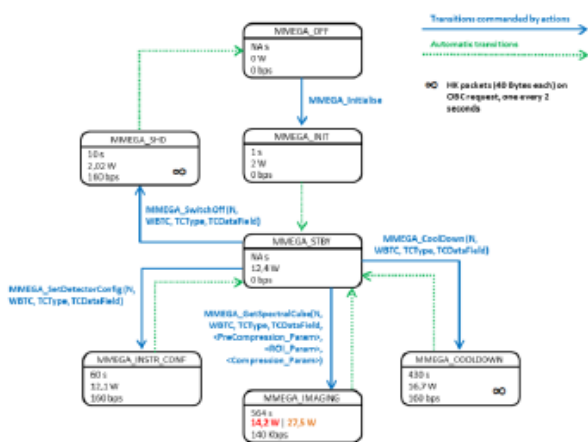 Transitions commanded by actions
MMEGA_OFF
NA s
0 W
0 bps
Automatic transitions
HK packets (40 Bytes each) on
OBC request, one every 2
seconds
MMEGA_Initialise
MMEGA_SHD
10 s
2,02 W
160 bps
MMEGA_INIT
1 s
2 W
0 bps
MMEGA_SwitchOff (N,
WBTC, TCType, TCDataField)
MMEGA_STBY
NA s
12,4 W
0 bps
MMEGA_CoolDown (N,
WBTC, TCType, TCDataField)
MMEGA_SetDetectorConfig (N,
WBTC, TCType, TCDataField)
MMEGA_GetSpectralCube(N,
WBTC, TCType, TCDataField,
<PreCompression_Param>,
<ROI_Param>,
<Compression_Param>)
MMEGA_INSTR_CONF
60 s
12,1 W
160 bps
MMEGA_COOLDOWN
430 s
16,7 W
160 bps
MMEGA_IMAGING
564 s
14,2 W | 27,5 W
140 Kbps